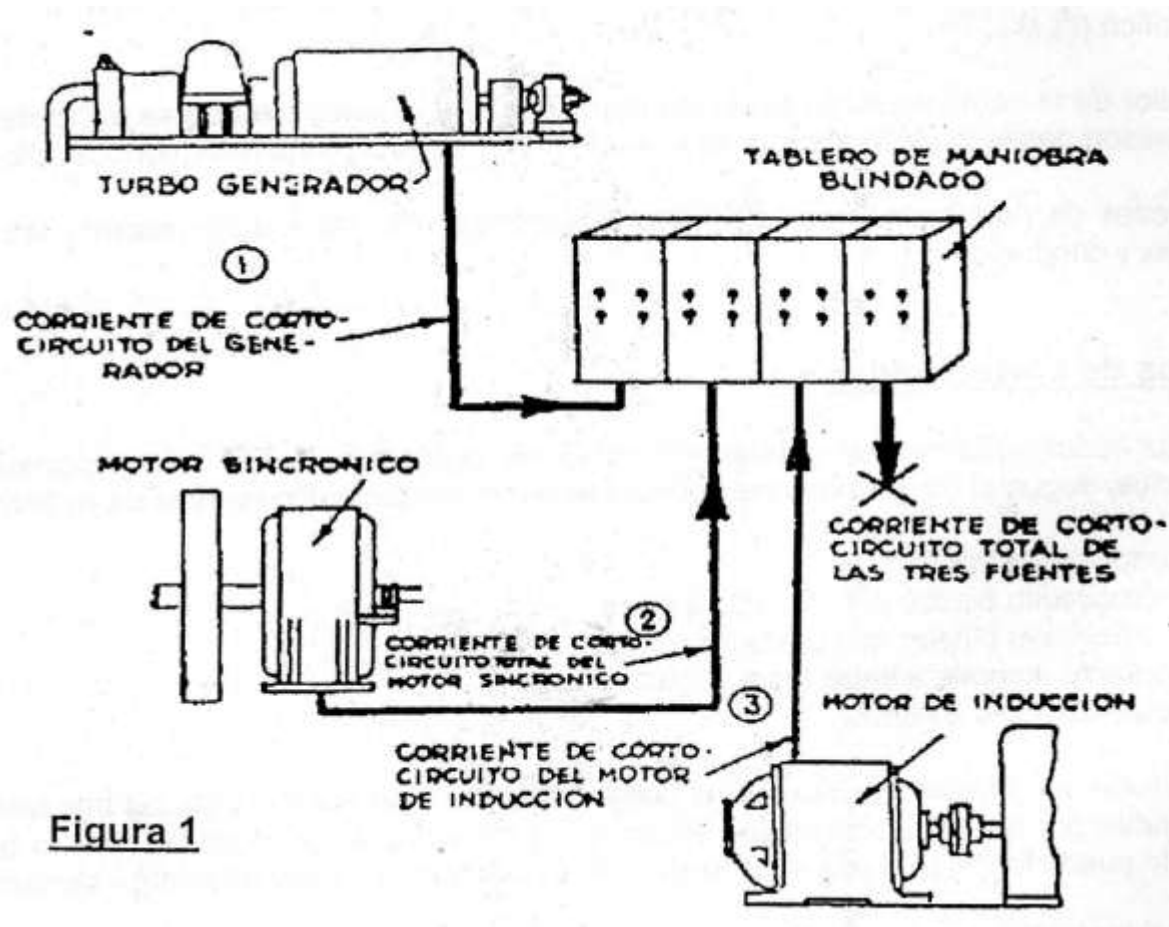 TURBO GENERADOR
TABLERO DE MANIOBRA
BLINDADO
1
CORRIENTE DE CORTO-
CIRCUITO DEL GENE-
RADOR
MOTOR SINCRONICO
CORRIENTE DE CORTO-
CIRCUITO TOTAL DE
LAS TRES FUENTES
2
CORRIENTE DE CORTO-
CIRCUITO TOTAL DEL
MOTOR SINCRONICO
3
MOTOR DE INDUCCION
CORRIENTE DE CORTO-
CIRCUITO DEL MOTOR
DE INDUCCION
Figura 1